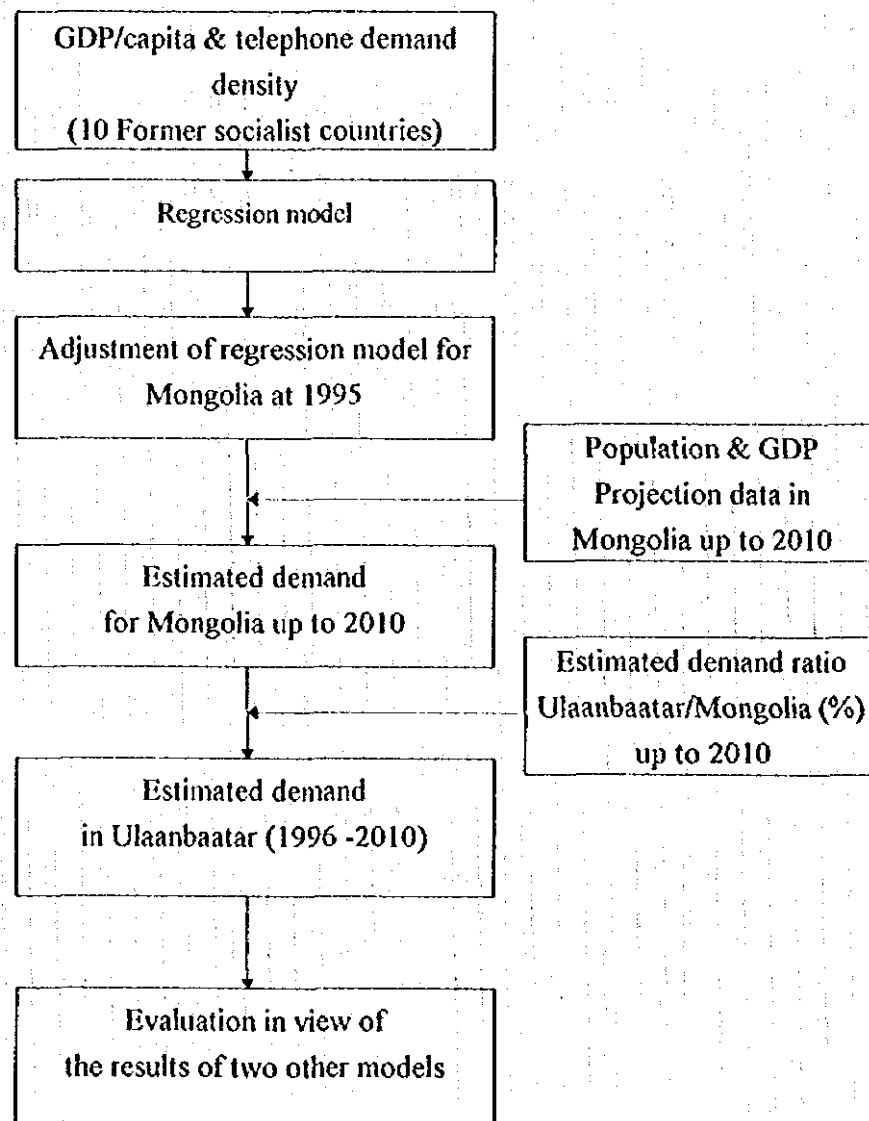 GDP/capita & telephone demand
density
(10 Former socialist countries)
Regression model
Adjustment of regression model for
Mongolia at 1995
Population & GDP
Projection data in
Mongolia up to 2010
Estimated demand
for Mongolia up to 2010
Estimated demand ratio
Ulaanbaatar/Mongolia (%)
up to 2010
Estimated demand
in Ulaanbaatar (1996 -2010)
Evaluation in view of
the results of two other models